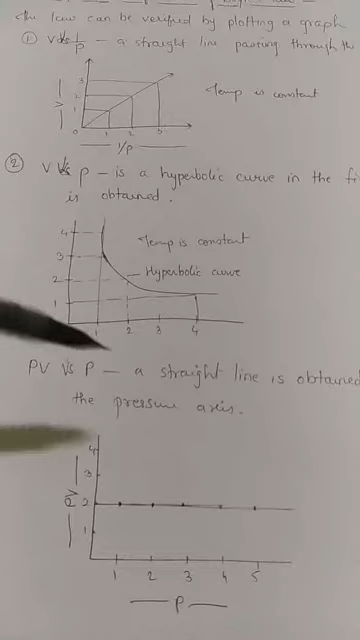 the law can be verified by plotting a graph
① V Vs 1/P – a straight line passing through the
3
2
1
0 1 2 3
V
1/P
Temp is constant
② V Vs P – is a hyperbolic curve in the
is obtained.
4
3
2
1
1 2 3 4
Temp is constant
Hyperbolic curve
PV Vs P – a straight line is obtained
the pressure axis.
4
3
2
1
PV
1 2 3 4 5
P